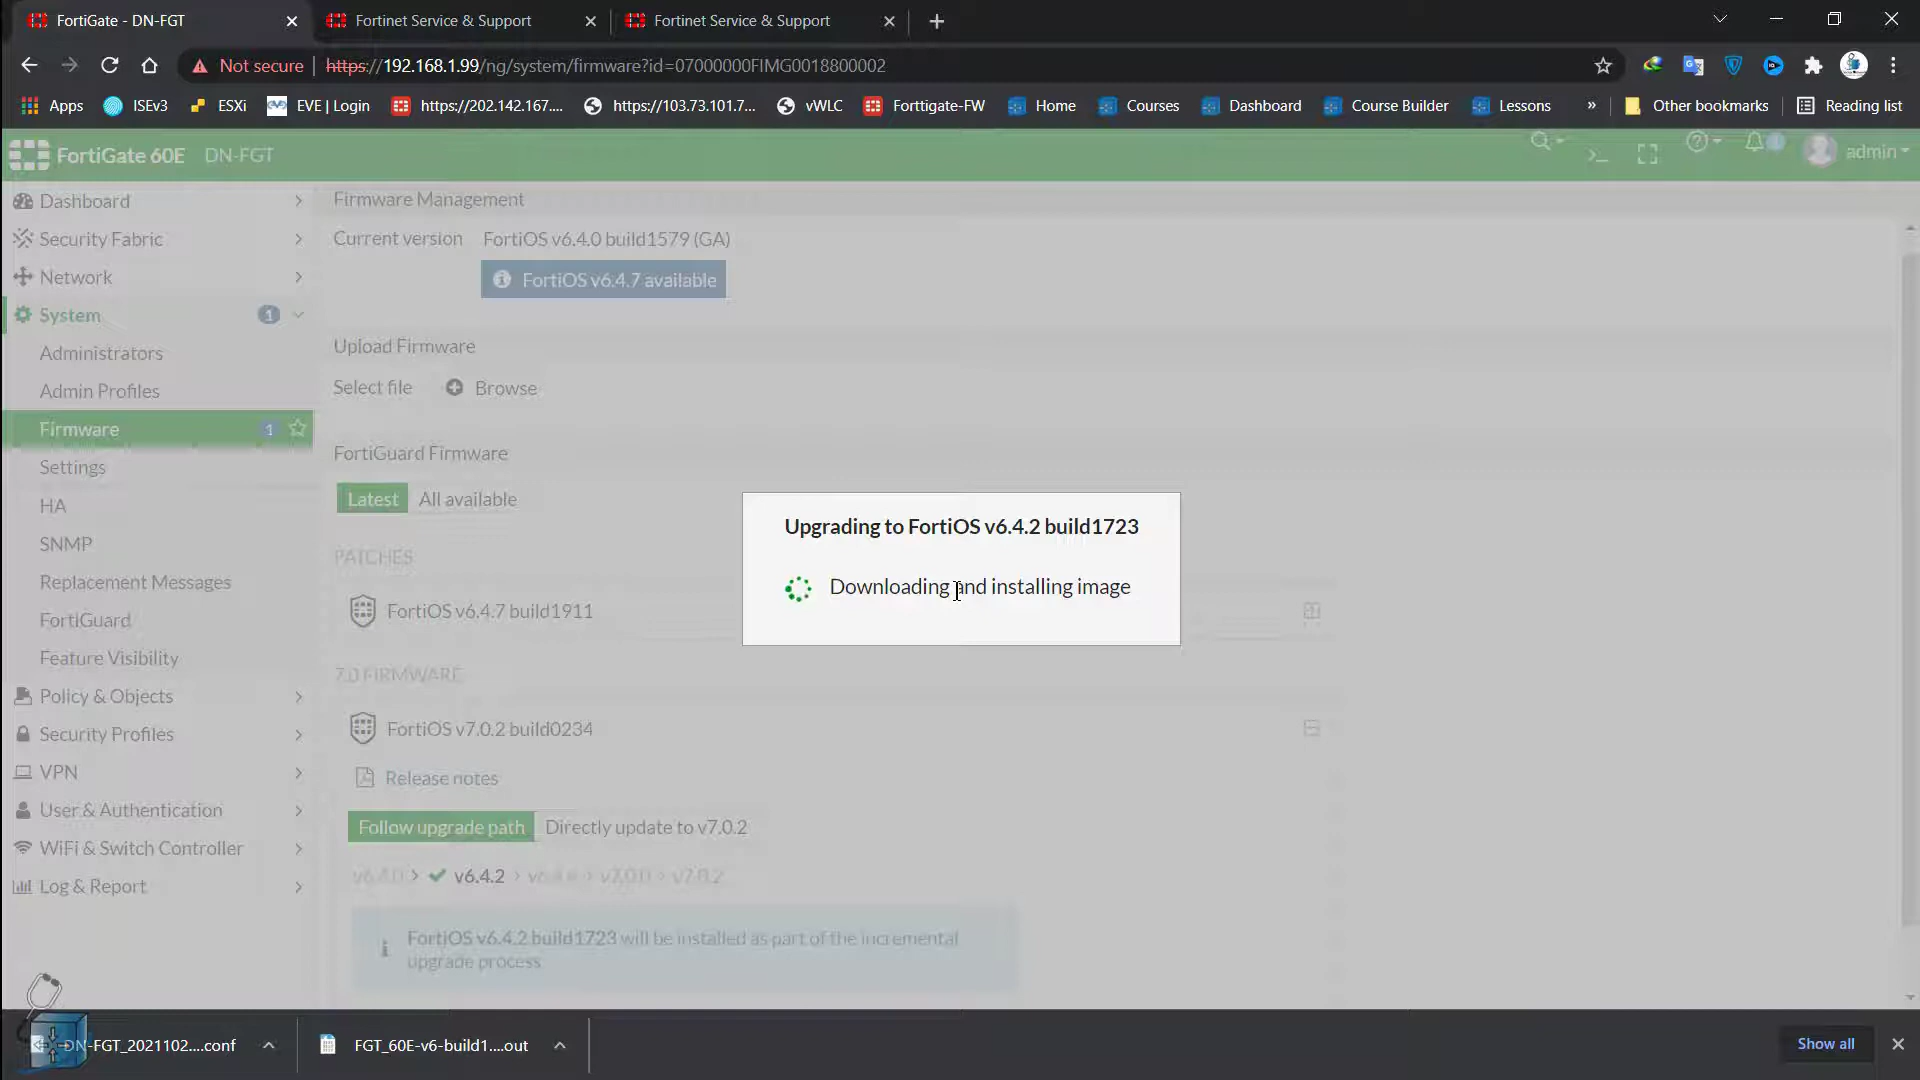 FortiGate - DN-FGT
Fortinet Service & Support
Fortinet Service & Support
Not secure
https://192.168.1.99/ng/system/firmware?id=07000000FIMG0018800002
Apps
ISEv3
ESXi
EVE | Login
https://202.142.167....
https://103.73.101.7...
vWLC
Forttigate-FW
Home
Courses
Dashboard
Course Builder
Lessons
»
Other bookmarks
Reading list
FortiGate 60E
DN-FGT
admin
Dashboard
Security Fabric
Network
System
1
Administrators
Admin Profiles
Firmware
1
Settings
HA
SNMP
Replacement Messages
FortiGuard
Feature Visibility
Policy & Objects
Security Profiles
VPN
User & Authentication
WiFi & Switch Controller
Log & Report
Firmware Management
Current version
FortiOS v6.4.0 build1579 (GA)
FortiOS v6.4.7 available
Upload Firmware
Select file
Browse
FortiGuard Firmware
Latest
All available
PATCHES
FortiOS v6.4.7 build1911
7.0 FIRMWARE
FortiOS v7.0.2 build0234
Release notes
Follow upgrade path
Directly update to v7.0.2
v6.4.0 > v6.4.2 > > v7.0.0 > v7.0.2
FortiOS v6.4.2 build1723 will be installed as part of the incremental
upgrade process
Upgrading to FortiOS v6.4.2 build1723
Downloading and installing image
DN-FGT_2021102....conf
FGT_60E-v6-build1....out
Show all